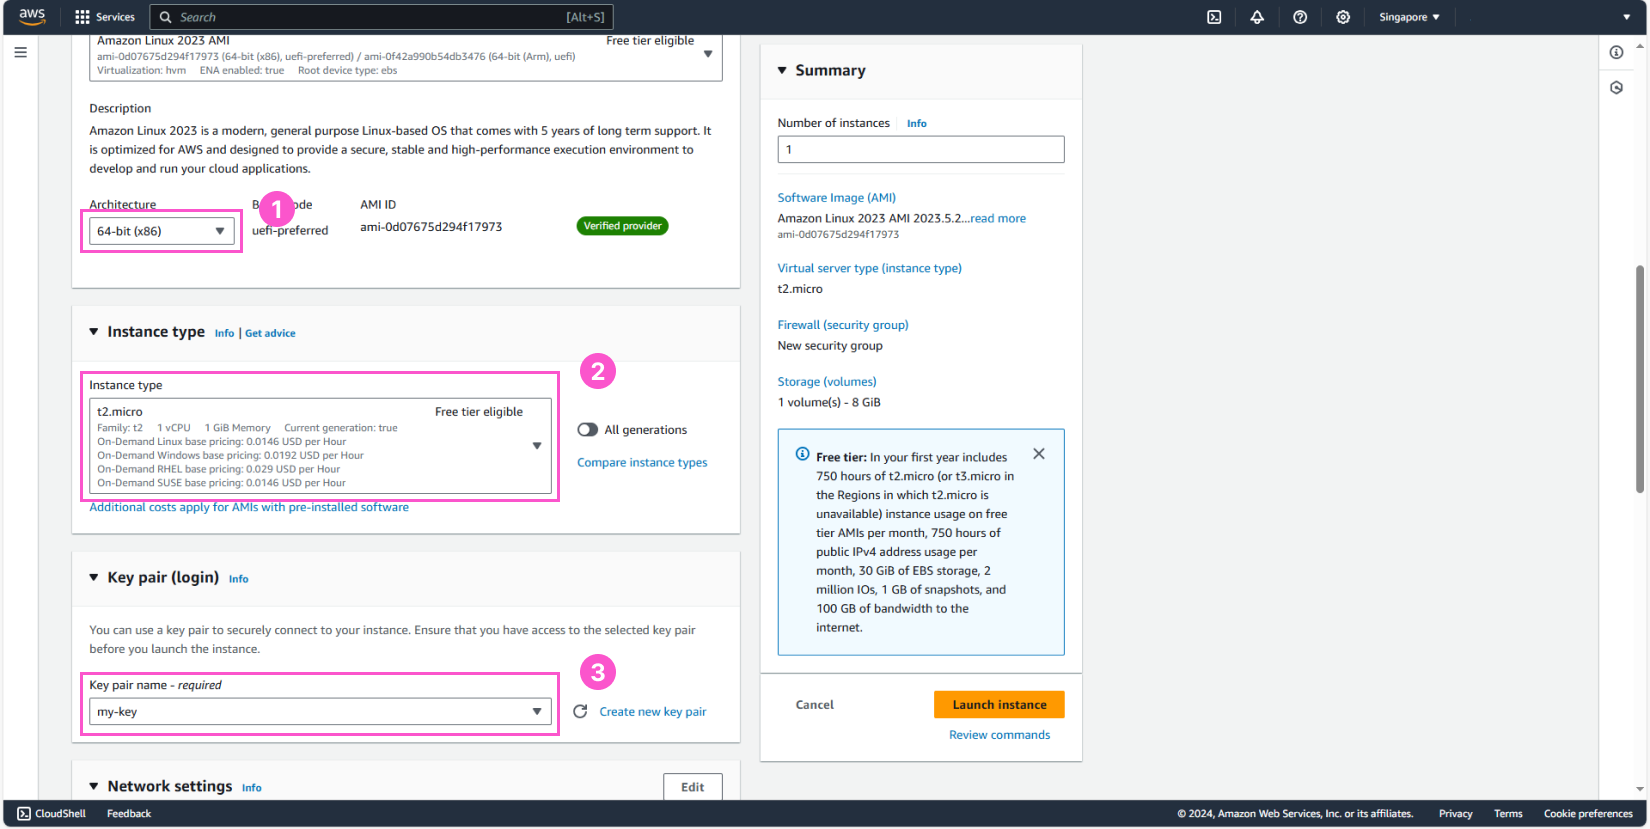 aws
Services
Search
[Alt+S]
Singapore
Amazon Linux 2023 AMI
Free tier eligible
ami-0d07675d294f17973 (64-bit (x86), uefi-preferred) / ami-0f42a990b54db3476 (64-bit (Arm), uefi)
Virtualization: hvm ENA enabled: true Root device type: ebs
Description
Amazon Linux 2023 is a modern, general purpose Linux-based OS that comes with 5 years of long term support. It
is optimized for AWS and designed to provide a secure, stable and high-performance execution environment to
develop and run your cloud applications.
Architecture
1
AMI ID
64-bit (x86)
uefi-preferred
ami-0d07675d294f17973
Verified provider
Instance type
Info | Get advice
2
Instance type
t2.micro
Free tier eligible
Family: t2 1 vCPU 1 GiB Memory Current generation: true
On-Demand Linux base pricing: 0.0146 USD per Hour
On-Demand Windows base pricing: 0.0192 USD per Hour
On-Demand RHEL base pricing: 0.029 USD per Hour
On-Demand SUSE base pricing: 0.0146 USD per Hour
All generations
Compare instance types
Additional costs apply for AMIs with pre-installed software
Key pair (login)
Info
You can use a key pair to securely connect to your instance. Ensure that you have access to the selected key pair
before you launch the instance.
3
Key pair name - required
my-key
Create new key pair
Network settings
Info
Edit
Summary
Number of instances
Info
1
Software Image (AMI)
Amazon Linux 2023 AMI 2023.5.2...read more
ami-0d07675d294f17973
Virtual server type (instance type)
t2.micro
Firewall (security group)
New security group
Storage (volumes)
1 volume(s) - 8 GiB
Free tier: In your first year includes
750 hours of t2.micro (or t3.micro in
the Regions in which t2.micro is
unavailable) instance usage on free
tier AMIs per month, 750 hours of
public IPv4 address usage per
month, 30 GiB of EBS storage, 2
million IOs, 1 GB of snapshots, and
100 GB of bandwidth to the
internet.
Cancel
Launch instance
Review commands
CloudShell
Feedback
© 2024, Amazon Web Services, Inc. or its affiliates.
Privacy
Terms
Cookie preferences